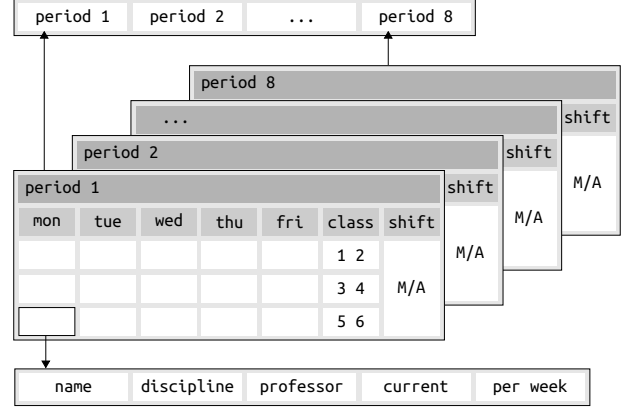 period 1 period 2 ... period 8
period 8
... shift
period 2 shift M/A
period 1 shift M/A
mon tue wed thu fri class shift M/A
1 2
3 4 M/A
5 6
name discipline professor current per week